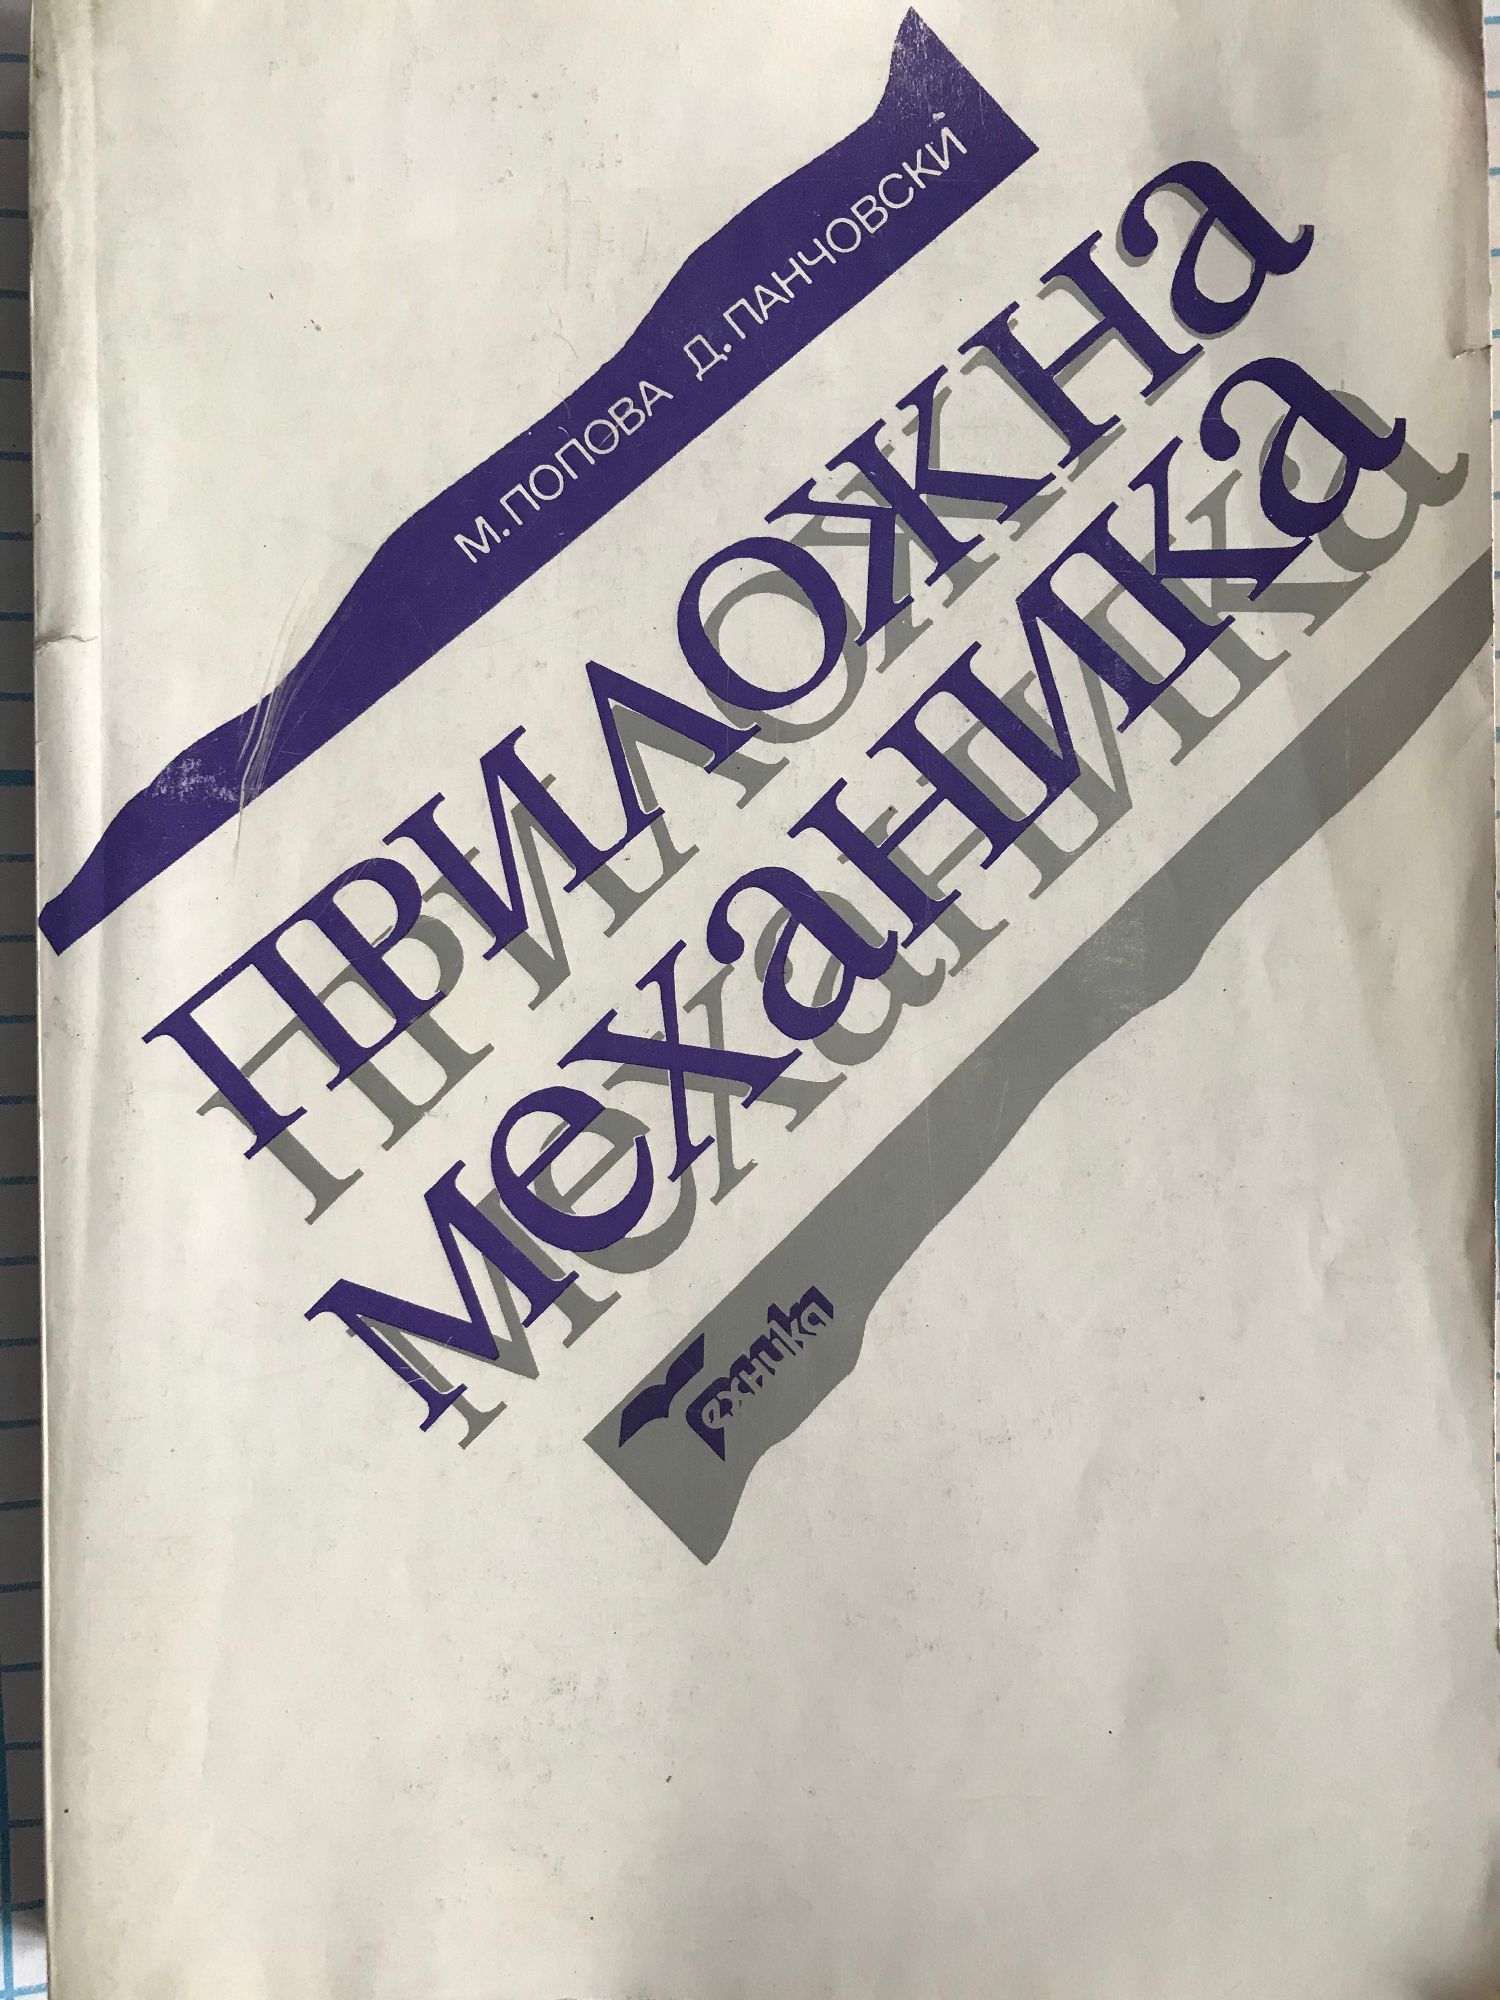 М.ПОПОВА Д.ПАНЧОВСКИ
ПРИЛОЖНА
МЕХАНИКА
Техника